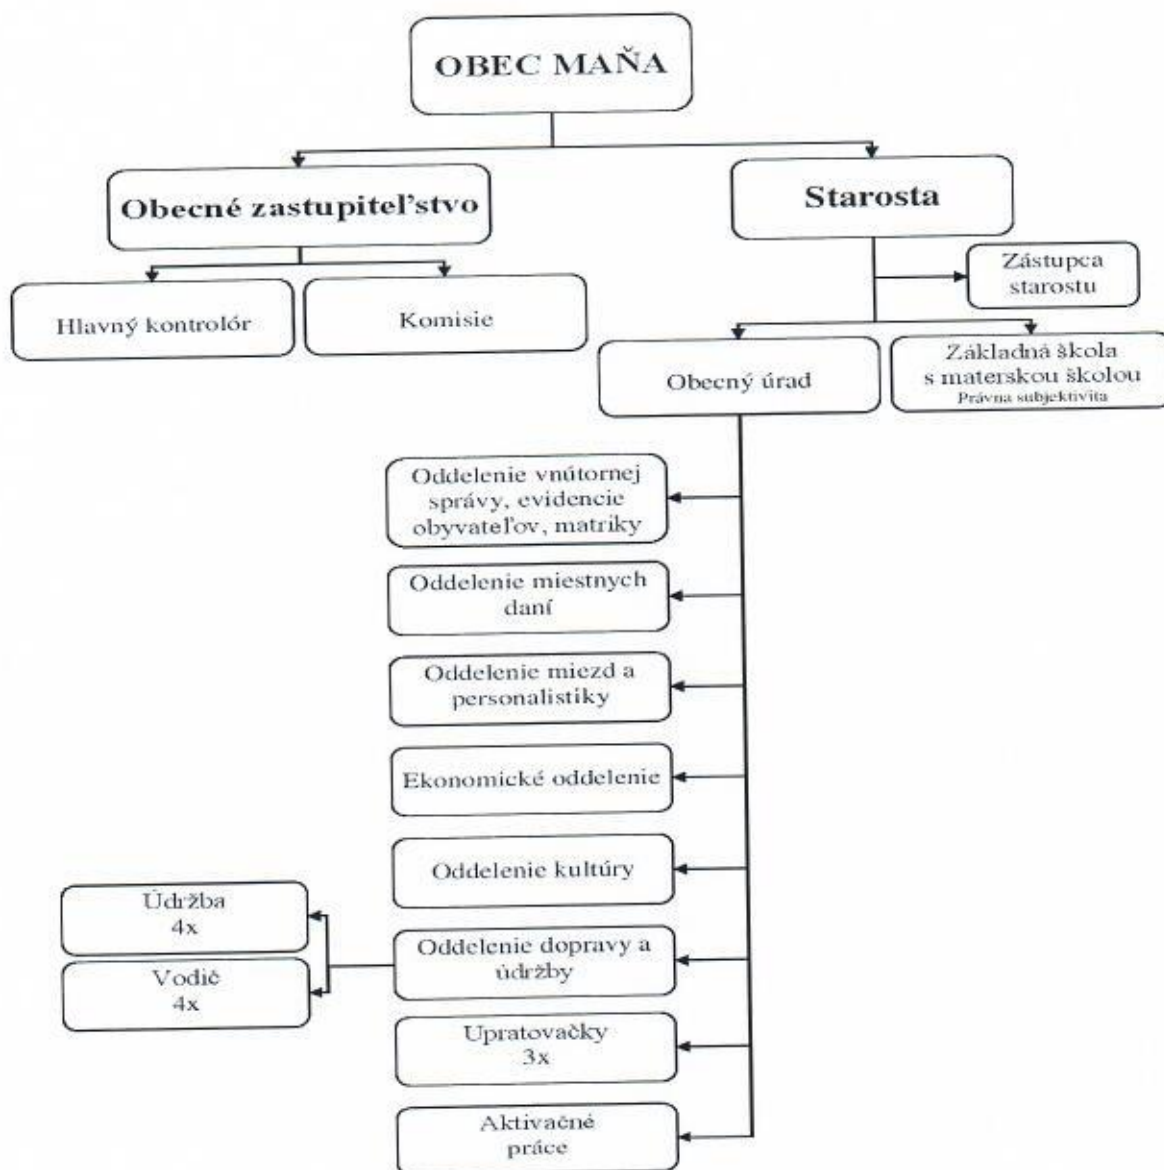 OBEC MAŇA
Obecné zastupiteľstvo
Starosta
Zástupca
starostu
Hlavný kontrolór
Komisie
Obecný úrad
Základná škola
s materskou školou
Právna subjektivita
Oddelenie vnútornej
správy, evidencie
obyvateľov, matriky
Oddelenie miestnych
daní
Oddelenie miezd a
personalistiky
Ekonomické oddelenie
Oddelenie kultúry
Údržba
4x
Vodič
4x
Oddelenie dopravy a
údržby
Upratovačky
3x
Aktivačné
práce